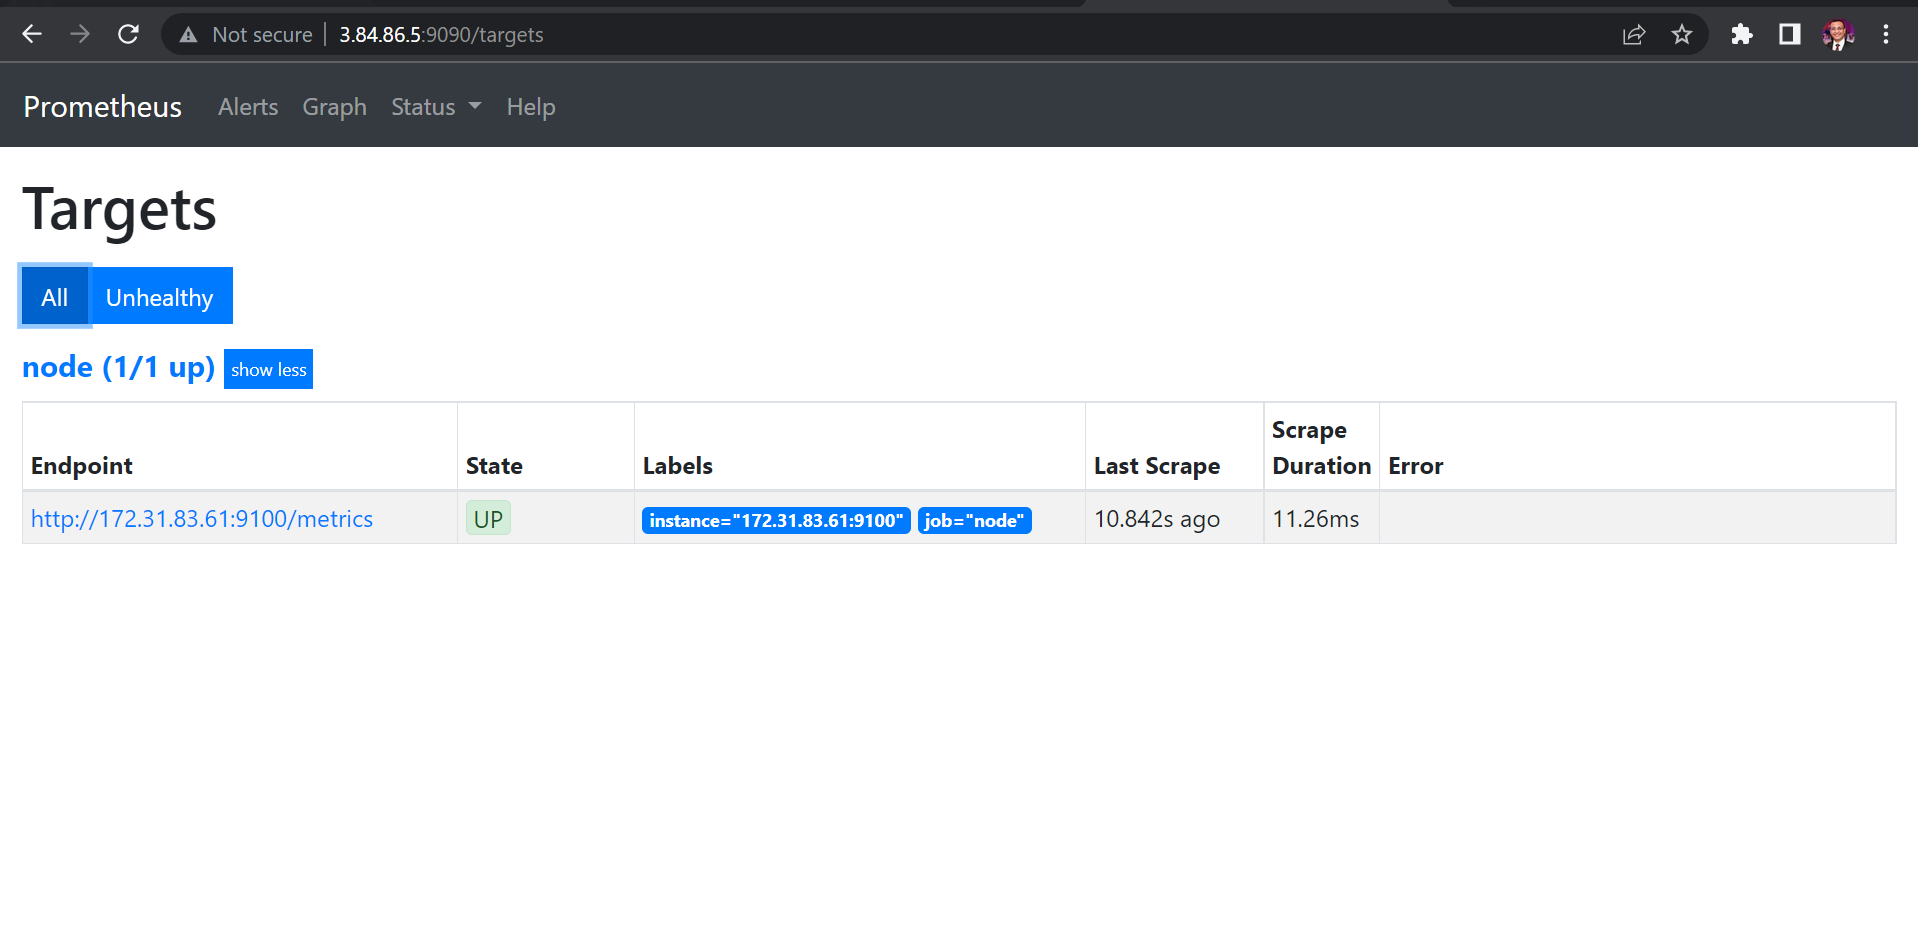 Not secure 3.84.86.5:9090/targets
Prometheus Alerts Graph Status Help
Targets
All Unhealthy
node (1/1 up) show less
Endpoint State Labels Last Scrape Scrape Duration Error
http://172.31.83.61:9100/metrics UP instance="172.31.83.61:9100" job="node" 10.842s ago 11.26ms